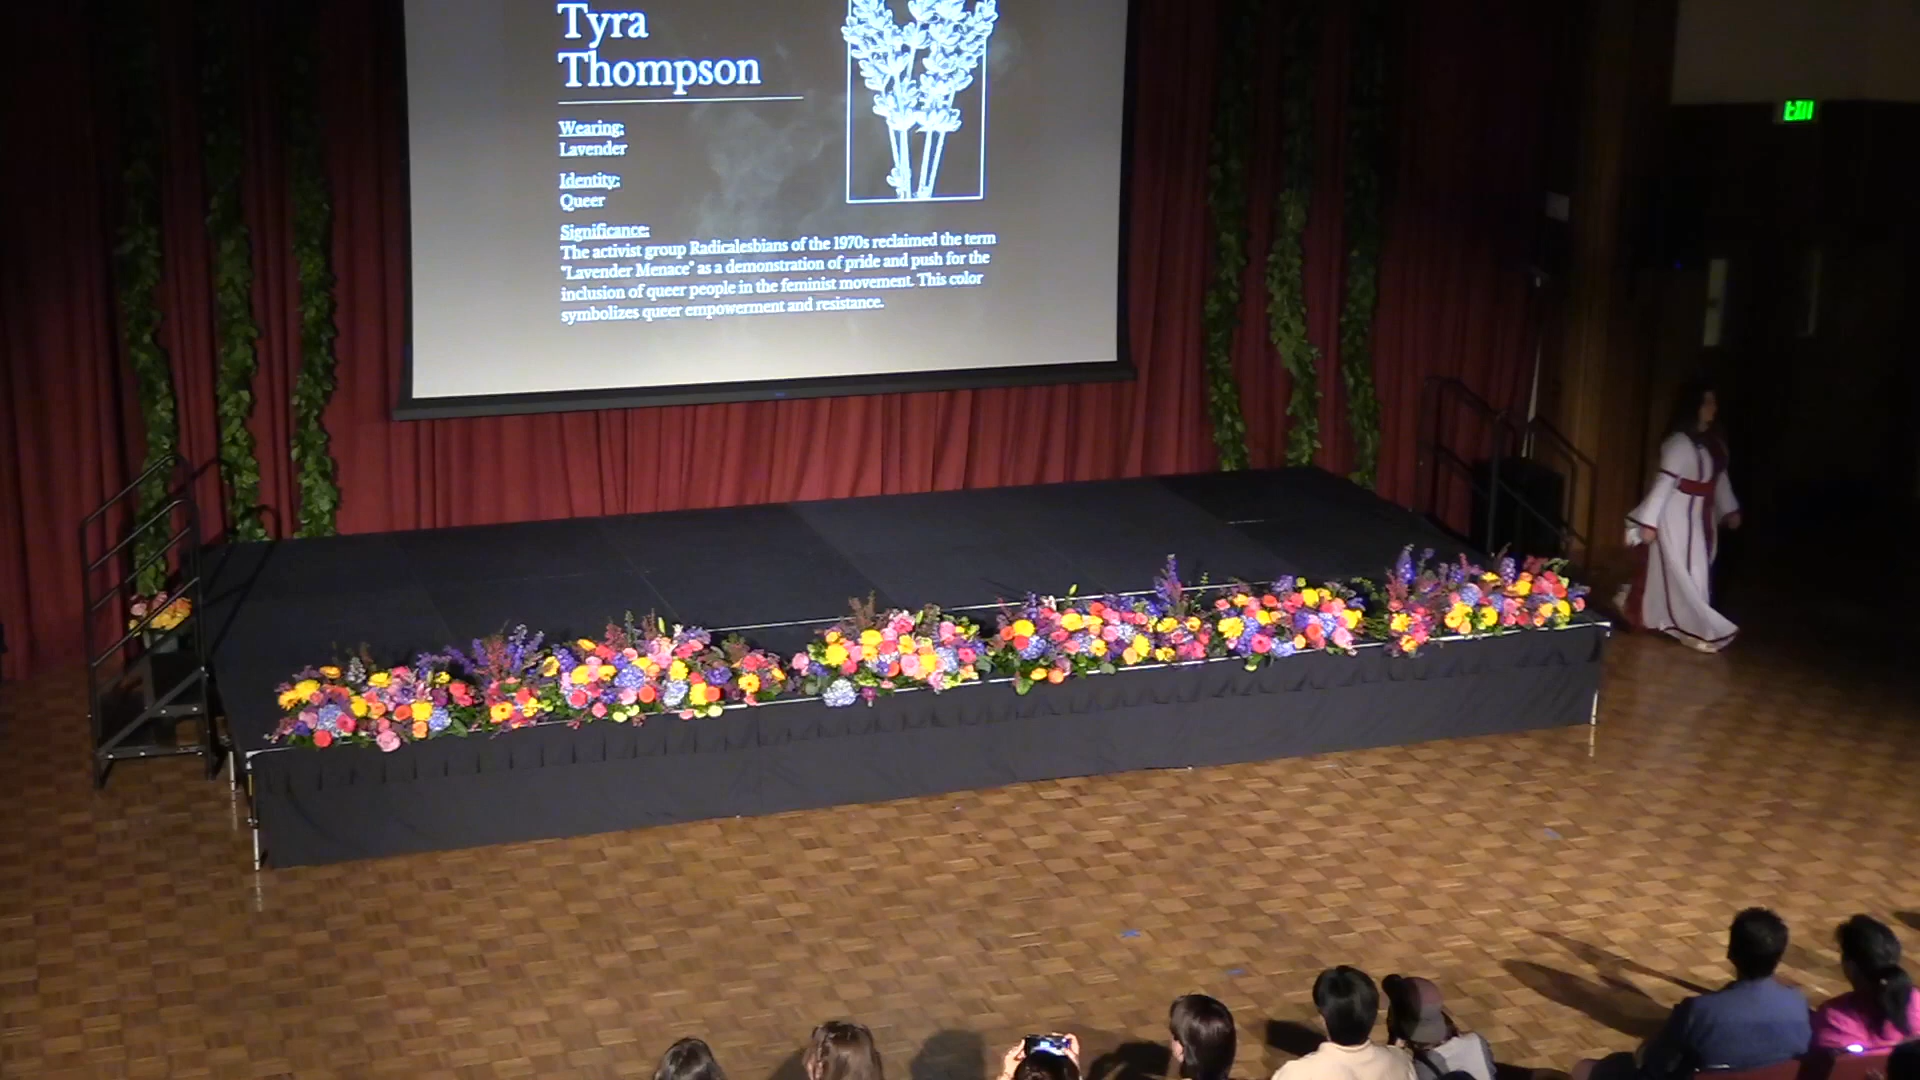 Tyra
Thompson
Wearing:
Lavender
Identity:
Queer
Significance:
The activist group Radicalesbians of the 1970s reclaimed the term
"Lavender Menace" as a demonstration of pride and push for the
inclusion of queer people in the feminist movement. This color
symbolizes queer empowerment and resistance.
EXIT